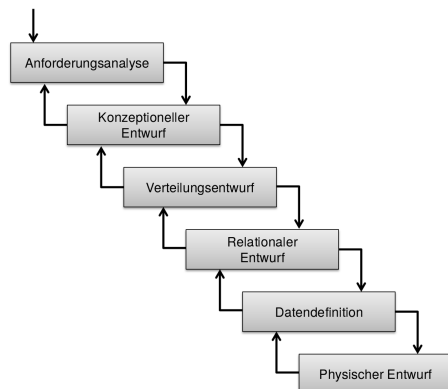 Anforderungsanalyse
Konzeptioneller
Entwurf
Verteilungsentwurf
Relationaler
Entwurf
Datendefinition
Physischer Entwurf